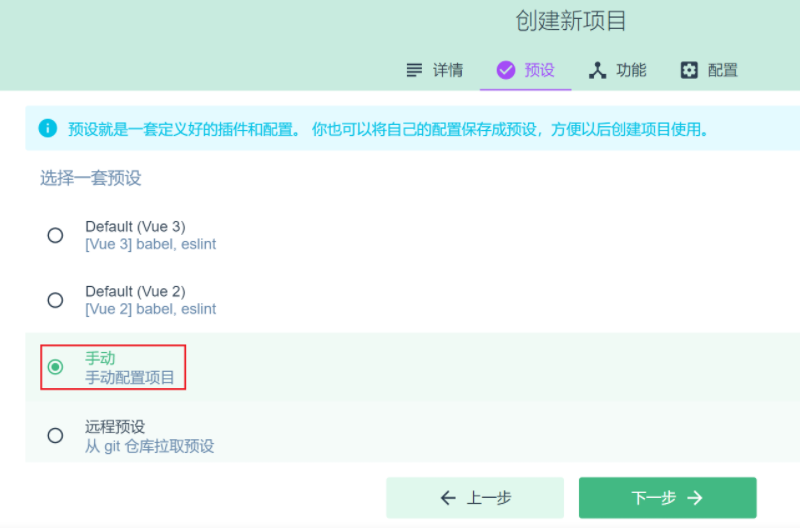 创建新项目
详情 预设 功能 配置
预设就是一套定义好的插件和配置。 你也可以将自己的配置保存成预设，方便以后创建项目使用。
选择一套预设
Default (Vue 3)
[Vue 3] babel, eslint
Default (Vue 2)
[Vue 2] babel, eslint
手动
手动配置项目
远程预设
从 git 仓库拉取预设
上一步 下一步